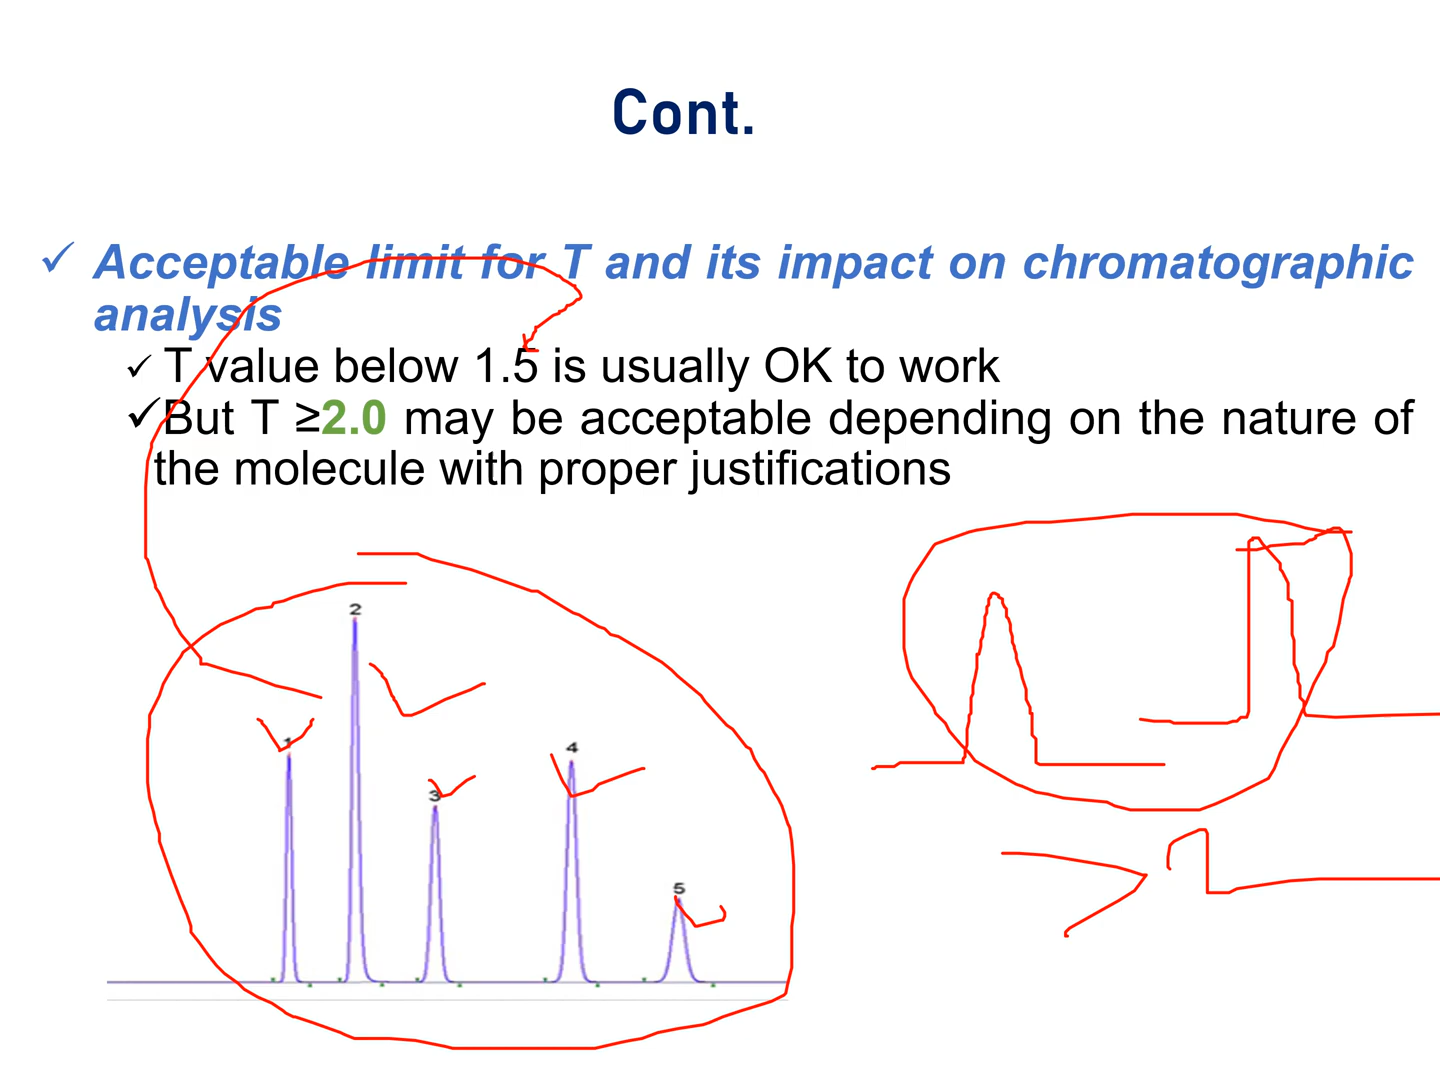 Cont.
✓ Acceptable limit for T and its impact on chromatographic
analysis
✓ T value below 1.5 is usually OK to work
✓But T ≥2.0 may be acceptable depending on the nature of
the molecule with proper justifications
2
1
4
3
5